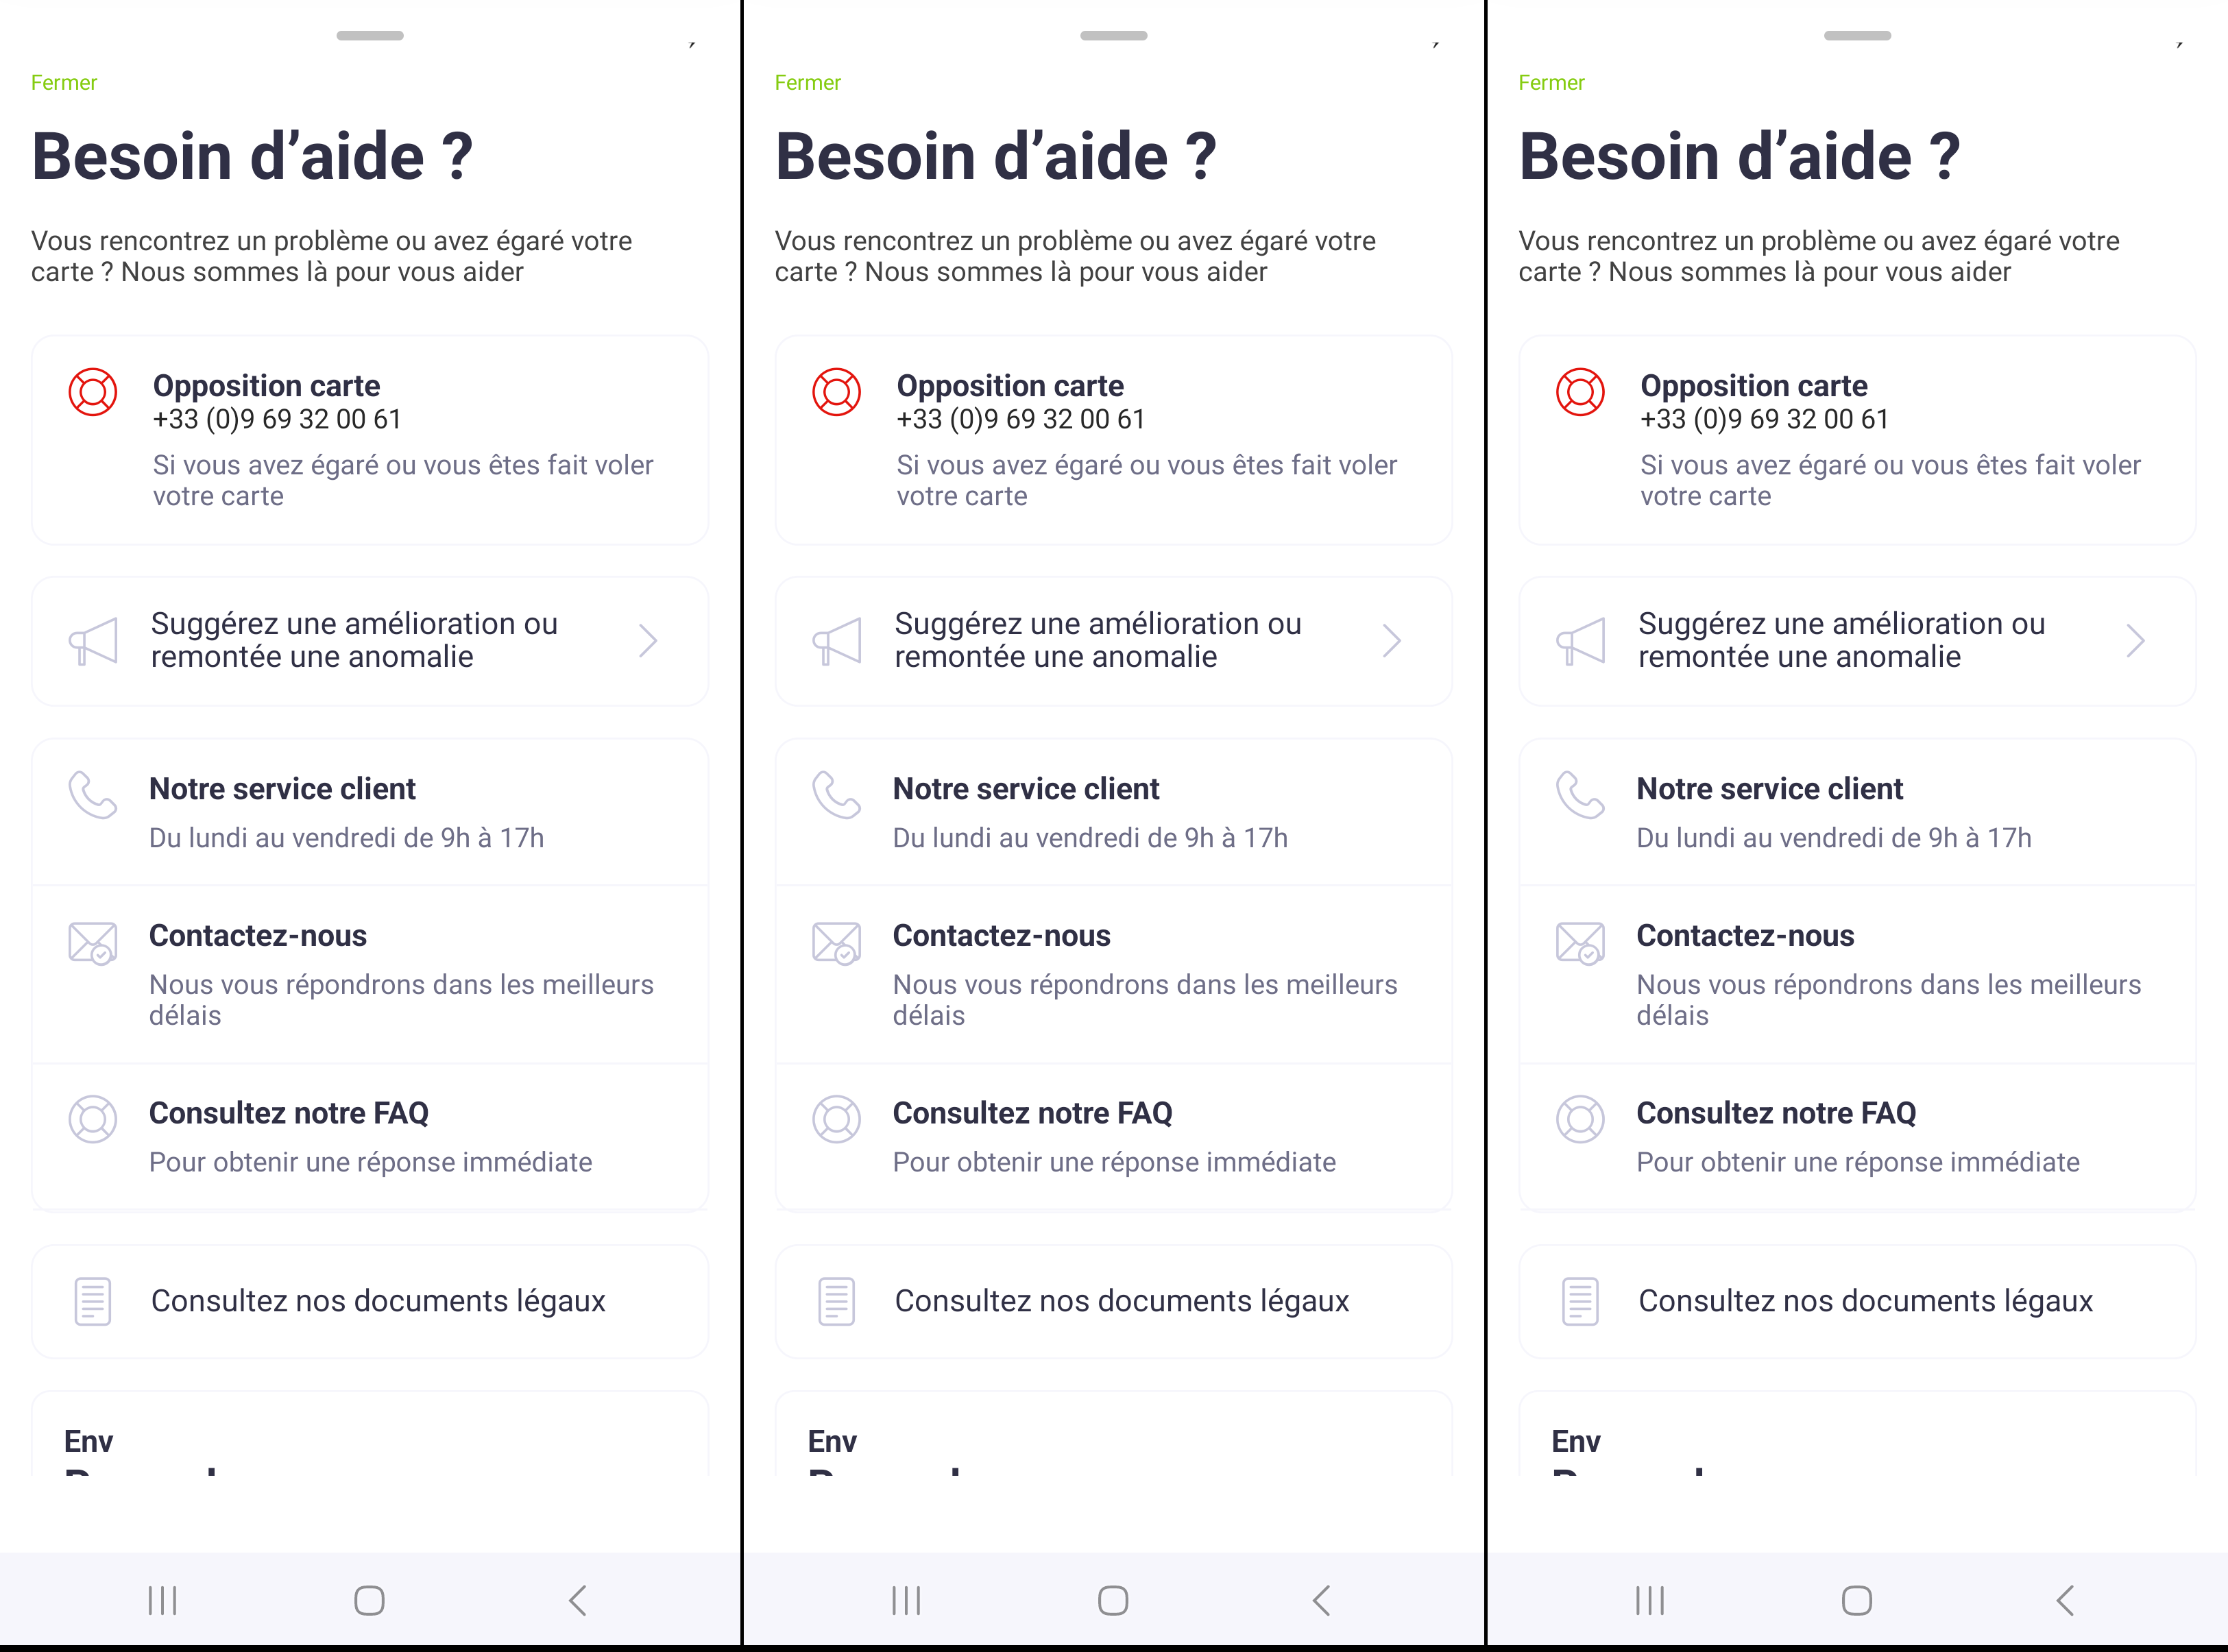 Fermer
Besoin d’aide ?
Vous rencontrez un problème ou avez égaré votre
carte ? Nous sommes là pour vous aider
Opposition carte
+33 (0)9 69 32 00 61
Si vous avez égaré ou vous êtes fait voler
votre carte
Suggérez une amélioration ou
remontée une anomalie
Notre service client
Du lundi au vendredi de 9h à 17h
Contactez-nous
Nous vous répondrons dans les meilleurs
délais
Consultez notre FAQ
Pour obtenir une réponse immédiate
Consultez nos documents légaux
Env
Fermer
Besoin d’aide ?
Vous rencontrez un problème ou avez égaré votre
carte ? Nous sommes là pour vous aider
Opposition carte
+33 (0)9 69 32 00 61
Si vous avez égaré ou vous êtes fait voler
votre carte
Suggérez une amélioration ou
remontée une anomalie
Notre service client
Du lundi au vendredi de 9h à 17h
Contactez-nous
Nous vous répondrons dans les meilleurs
délais
Consultez notre FAQ
Pour obtenir une réponse immédiate
Consultez nos documents légaux
Env
Fermer
Besoin d’aide ?
Vous rencontrez un problème ou avez égaré votre
carte ? Nous sommes là pour vous aider
Opposition carte
+33 (0)9 69 32 00 61
Si vous avez égaré ou vous êtes fait voler
votre carte
Suggérez une amélioration ou
remontée une anomalie
Notre service client
Du lundi au vendredi de 9h à 17h
Contactez-nous
Nous vous répondrons dans les meilleurs
délais
Consultez notre FAQ
Pour obtenir une réponse immédiate
Consultez nos documents légaux
Env